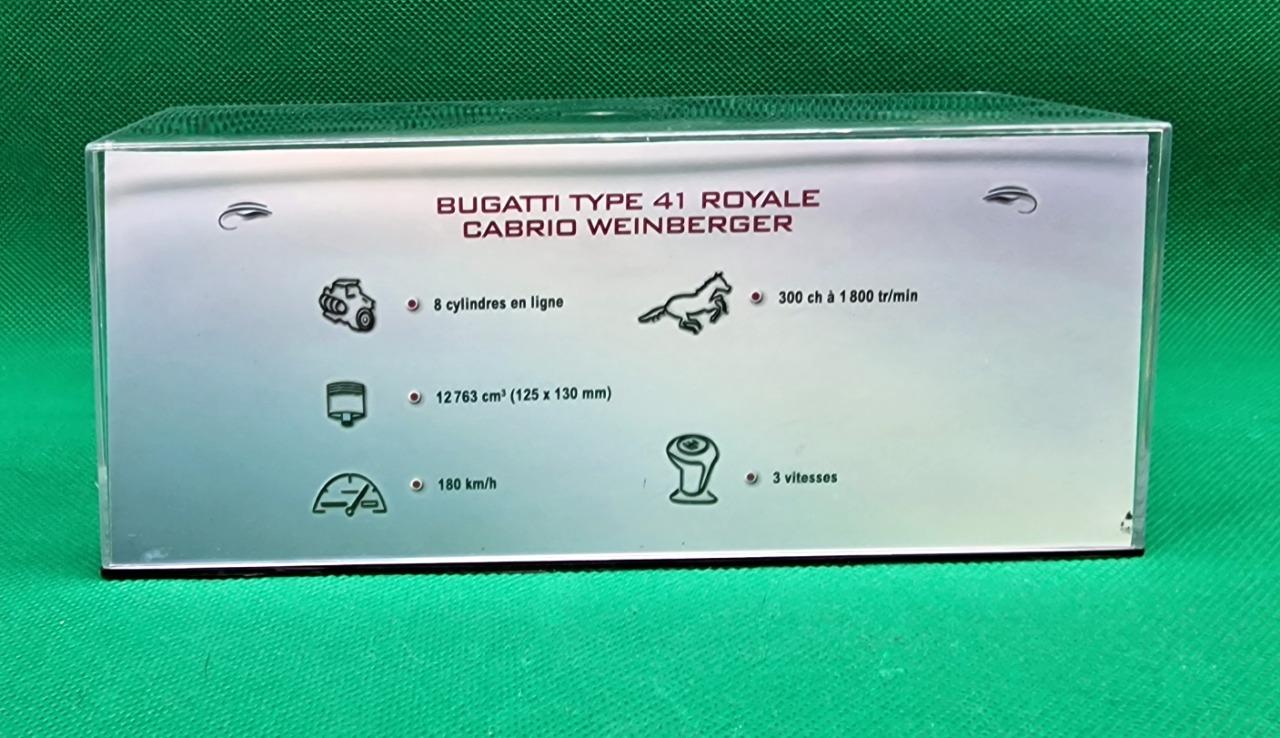 BUGATTI TYPE 41 ROYALE
CABRIO WEINBERGER
8 cylindres en ligne
300 ch à 1 800 tr/min
12 763 cm³ (125 x 130 mm)
180 km/h
3 vitesses